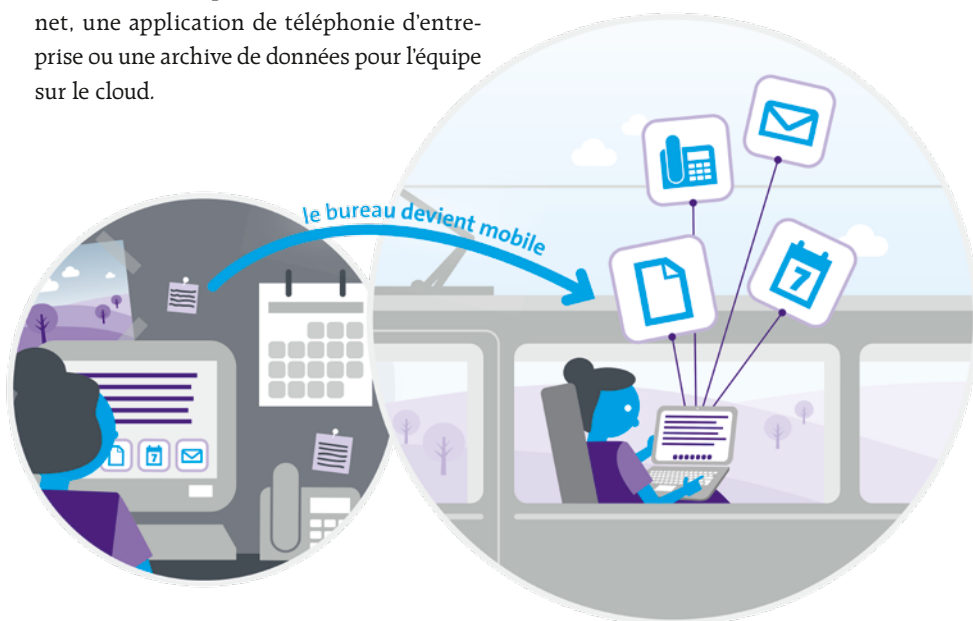 net, une application de téléphonie d'entre-
prise ou une archive de données pour l'équipe
sur le cloud.
le bureau devient mobile
7
7